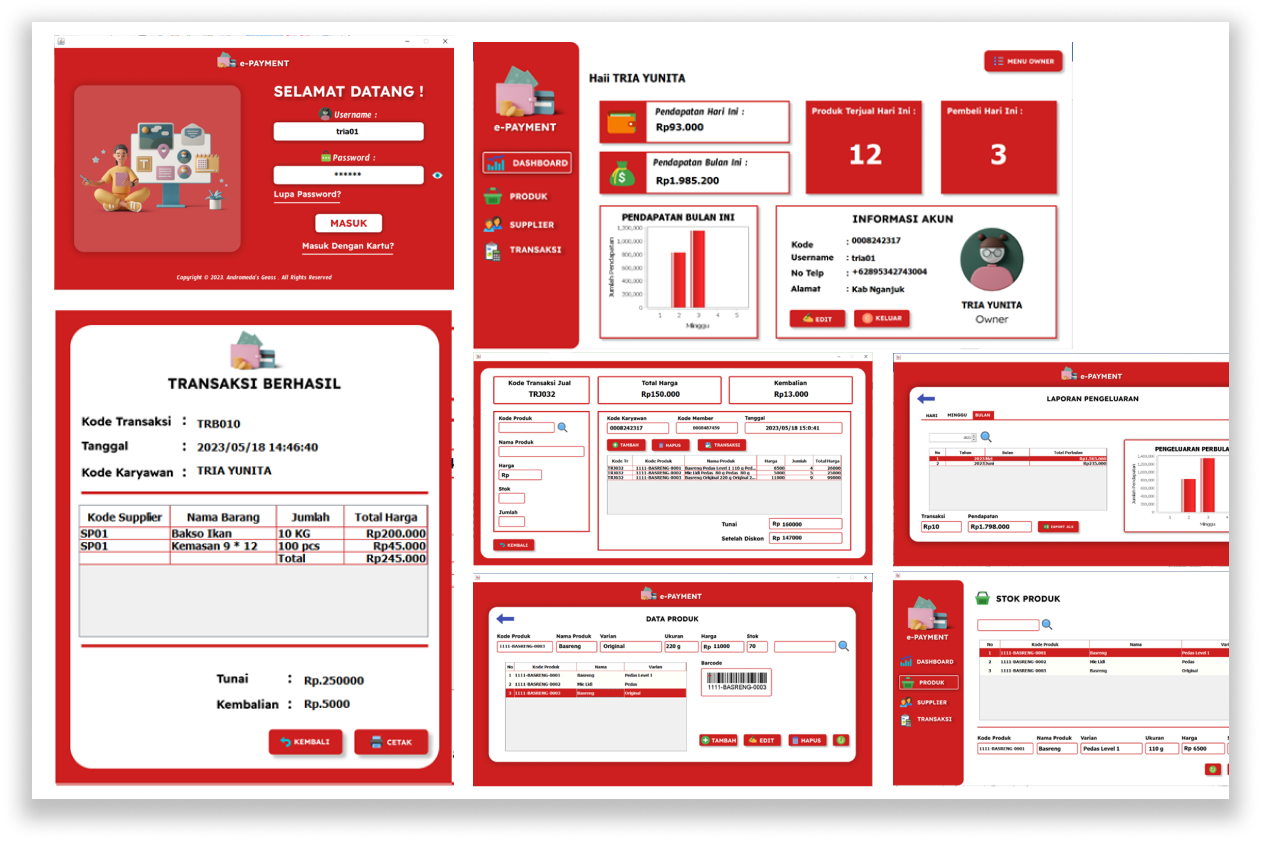 e-PAYMENT
SELAMAT DATANG !
Username :
tria01
Password :
******
Lupa Password?
MASUK
Masuk Dengan Kartu?
Copyright © 2023. Andromeda's Geoss . All Rights Reserved
e-PAYMENT
DASHBOARD
PRODUK
SUPPLIER
TRANSAKSI
Haii TRIA YUNITA
MENU OWNER
Pendapatan Hari Ini :
Rp93.000
Pendapatan Bulan Ini :
Rp1.985.200
Produk Terjual Hari Ini :
12
Pembeli Hari Ini :
3
PENDAPATAN BULAN INI
Jumlah Pendapatan
1,200,000
1,000,000
800,000
600,000
400,000
200,000
0
1 2 3 4 5
Minggu
INFORMASI AKUN
Kode : 0008242317
Username : tria01
No Telp : +62895342743004
Alamat : Kab Nganjuk
EDIT
KELUAR
TRIA YUNITA
Owner
TRANSAKSI BERHASIL
Kode Transaksi : TRB010
Tanggal : 2023/05/18 14:46:40
Kode Karyawan : TRIA YUNITA
Kode Supplier Nama Barang Jumlah Total Harga
SP01 Bakso Ikan 10 KG Rp200.000
SP01 Kemasan 9 * 12 100 pcs Rp45.000
Total Rp245.000
Tunai : Rp.250000
Kembalian : Rp.5000
KEMBALI
CETAK
Kode Transaksi Jual
TRJ032
Total Harga
Rp150.000
Kembalian
Rp13.000
Kode Produk
Nama Produk
Harga
Rp
Stok
Jumlah
KEMBALI
Kode Karyawan Kode Member Tanggal
0008242317 0000487459 2023/06/22 15:0:41
TAMBAH HAPUS TRANSAKSI
Kode Tr Kode Produk Nama Produk Harga Jumlah Total Harga
TRJ032 1111-BASRENG-0001 Basreng Pedas Level 1 110 g Ped... 6500 4 26000
TRJ032 1111-BASRENG-0002 Mie Lidi Pedas 80 g Pedas 80 g 5000 5 25000
TRJ032 1111-BASRENG-0003 Basreng Original 220 g Original 2... 11000 9 99000
Tunai Rp 160000
Setelah Diskon Rp 147000
e-PAYMENT
LAPORAN PENGELUARAN
HARI MINGGU BULAN
No Tahun Bulan Total Perbulan
1 2023 Mei Rp1.563.000
2 2023 Juni Rp235.000
Transaksi Pendapatan
Rp10 Rp1.798.000
EXPORT XLS
PENGELUARAN PERBULA
Jumlah Pendapatan
1,400,000
1,200,000
1,000,000
800,000
600,000
400,000
200,000
0
1 2 3 4
Minggu
e-PAYMENT
DATA PRODUK
Kode Produk Nama Produk Varian Ukuran Harga Stok
1111-BASRENG-0003 Basreng Original 220 g Rp 11000 70
No Kode Produk Nama Varian
1 1111-BASRENG-0001 Basreng Pedas Level 1
2 1111-BASRENG-0002 Mie Lidi Pedas
3 1111-BASRENG-0003 Basreng Original
Barcode
1111-BASRENG-0003
TAMBAH EDIT HAPUS
e-PAYMENT
DASHBOARD
PRODUK
SUPPLIER
TRANSAKSI
STOK PRODUK
No Kode Produk Nama Var
1 1111-BASRENG-0001 Basreng Pedas Level 1
2 1111-BASRENG-0002 Mie Lidi Pedas
3 1111-BASRENG-0003 Basreng Original
Kode Produk Nama Produk Varian Ukuran Harga
1111-BASRENG-0001 Basreng Pedas Level 1 110 g Rp 6500